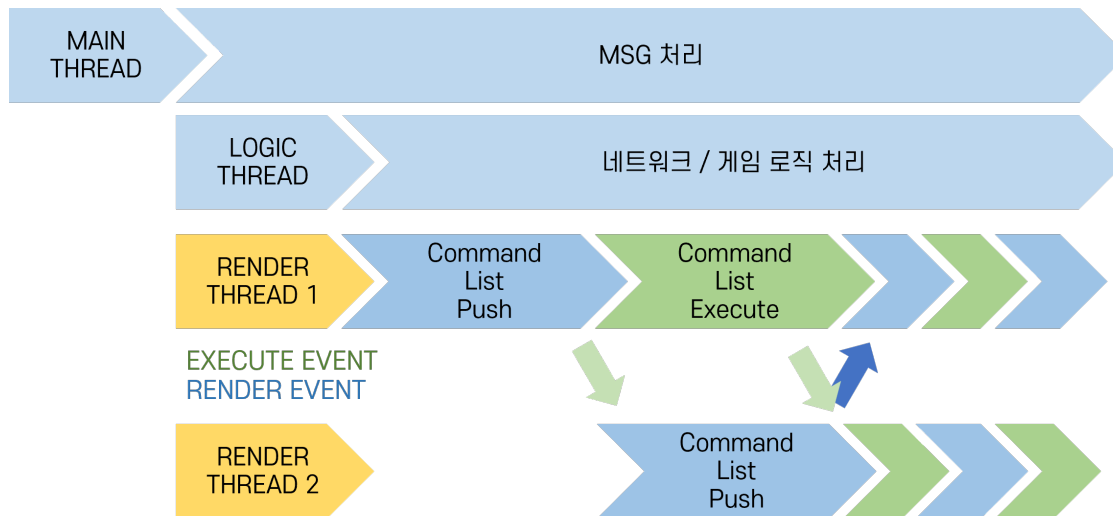 MAIN
THREAD
MSG 처리
LOGIC
THREAD
네트워크 / 게임 로직 처리
RENDER
THREAD 1
Command
List
Push
Command
List
Execute
EXECUTE EVENT
RENDER EVENT
RENDER
THREAD 2
Command
List
Push